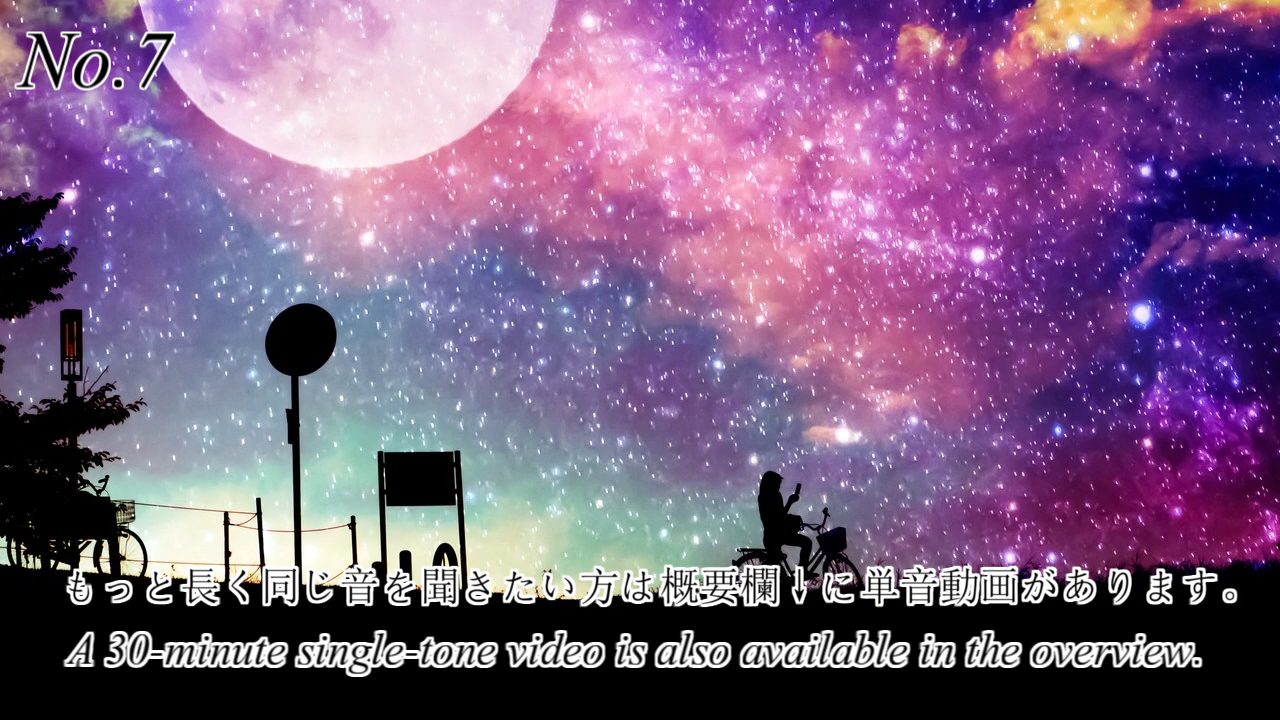 No.7
もっと長く同じ音を聞きたい方は概要欄↓に単音動画があります。
A 30-minute single-tone video is also available in the overview.